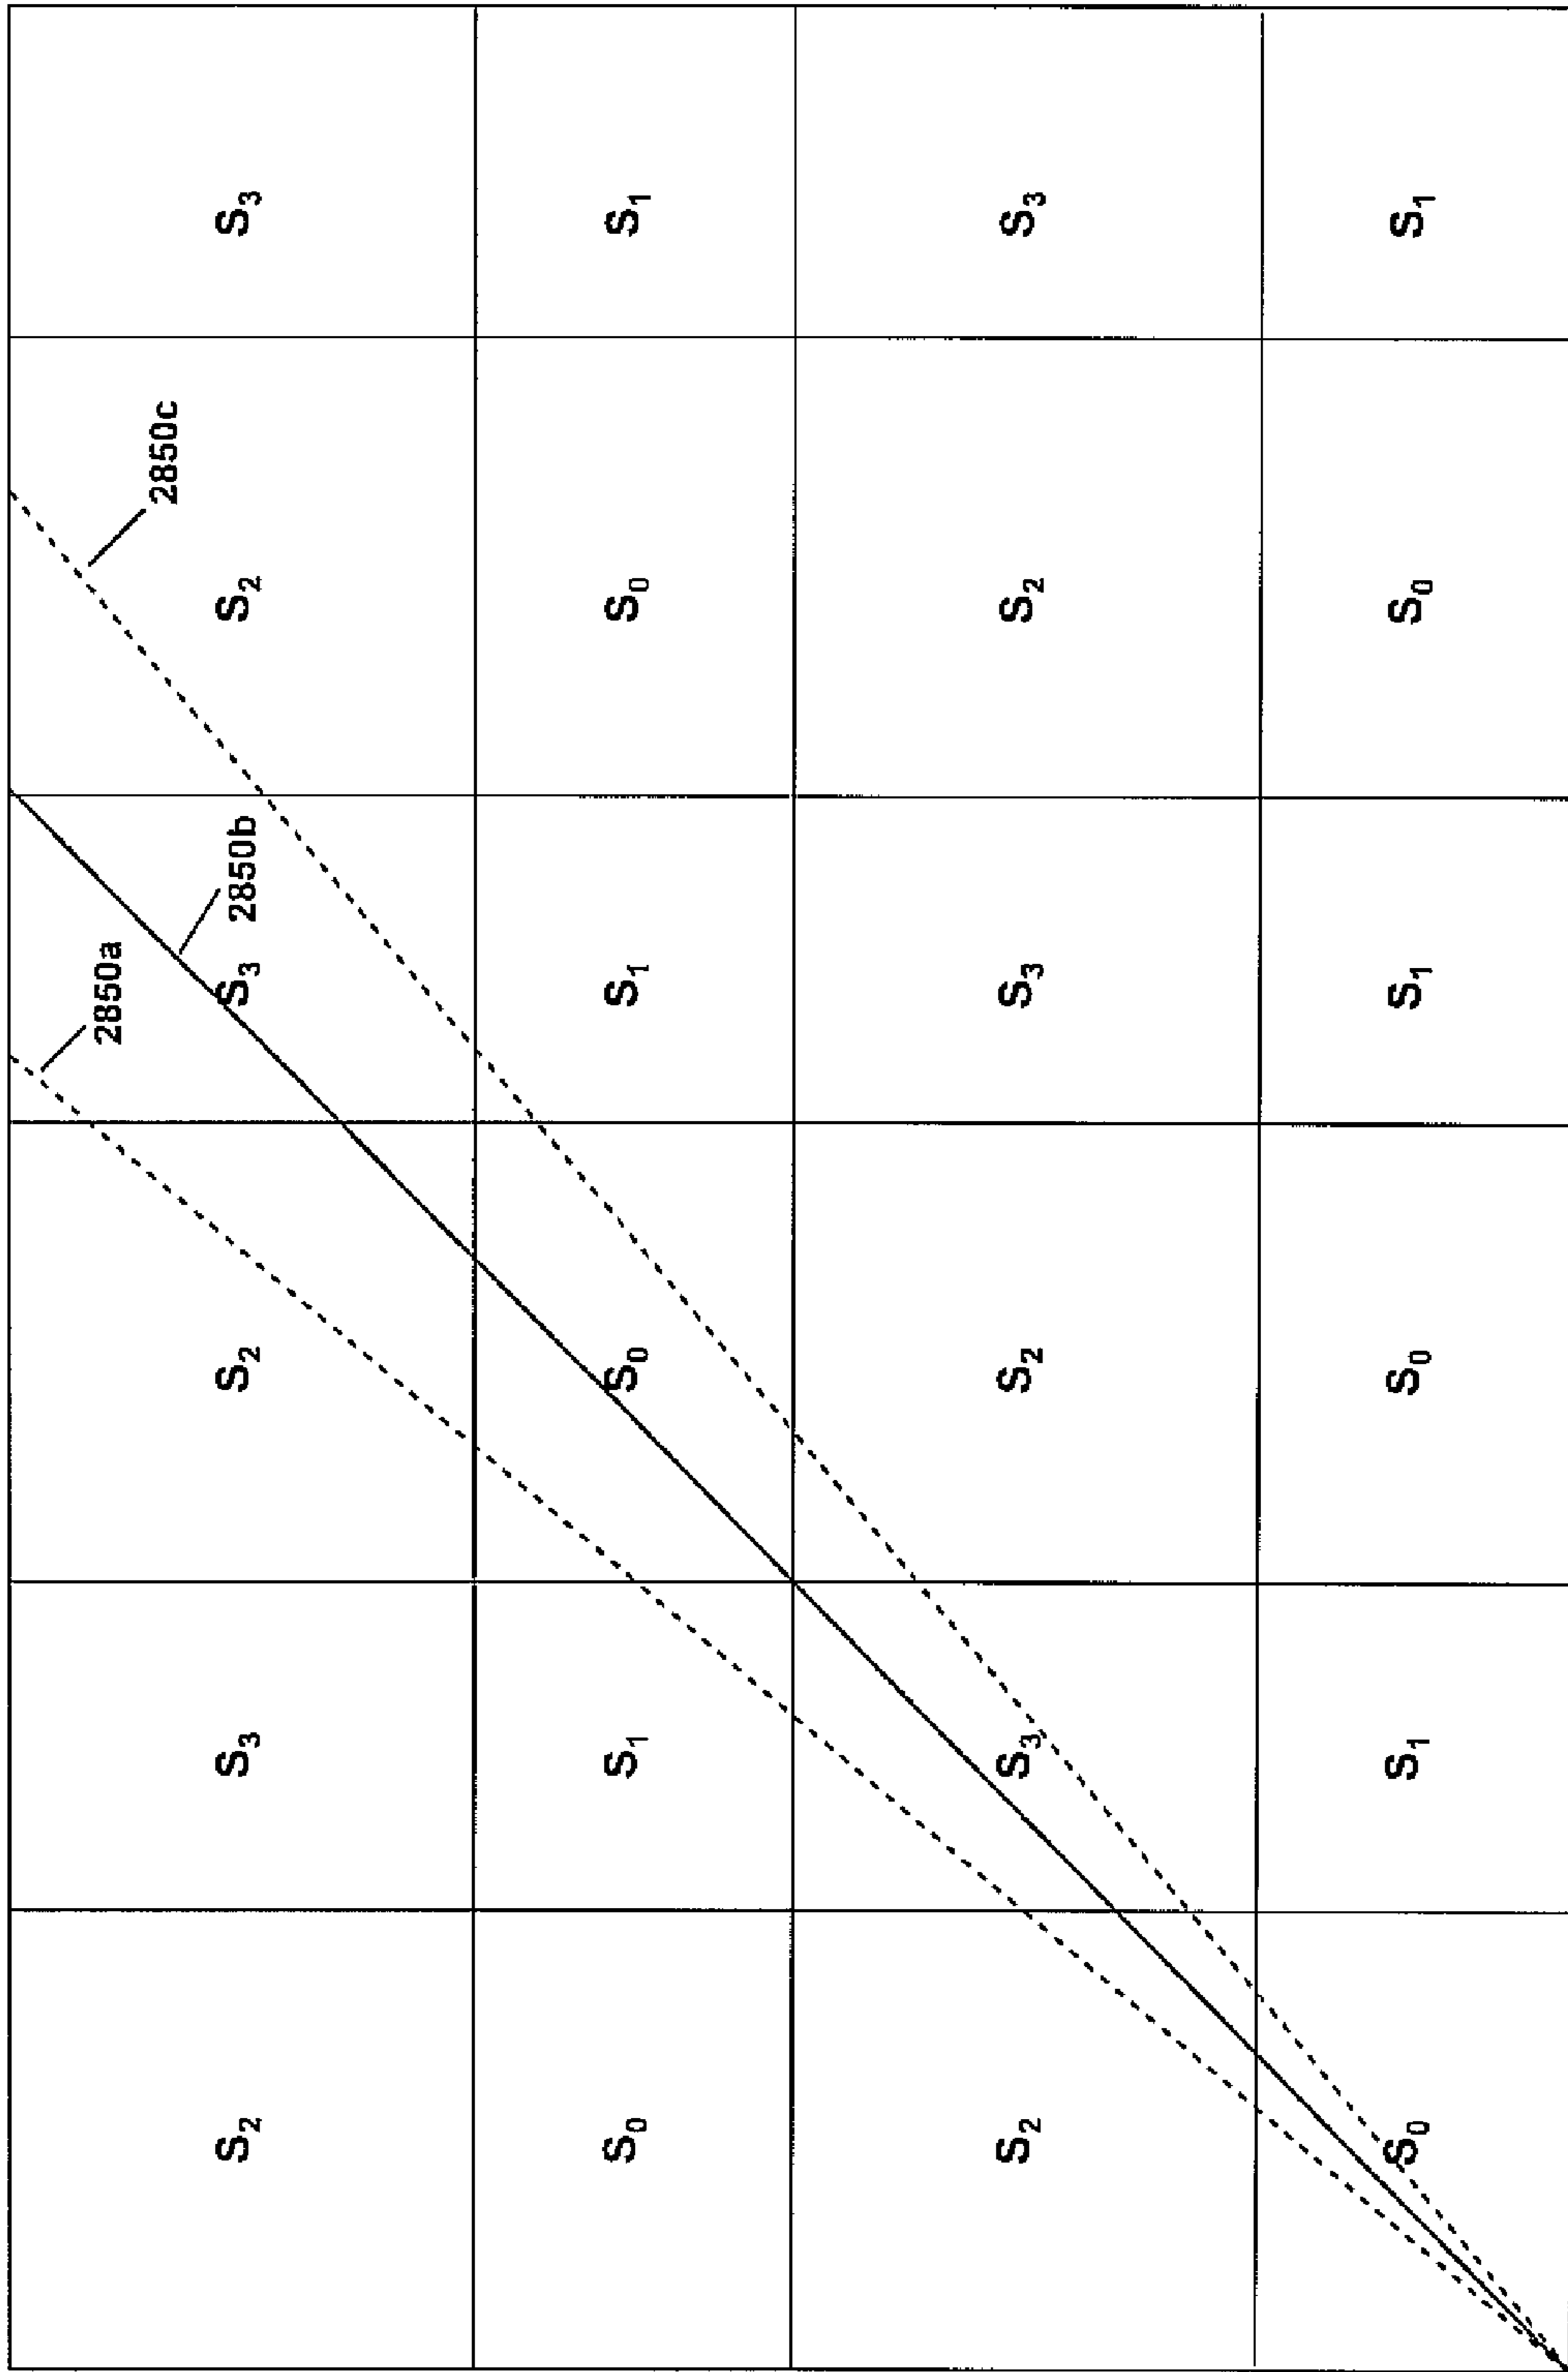 2850a
2850c
S₂ S₃ S₂ S₃ 2850b S₂ S₃
S₀ S₁ S₀ S₁ S₀ S₁
S₂ S₃ S₂ S₃ S₂ S₃
S₀ S₁ S₀ S₁ S₀ S₁